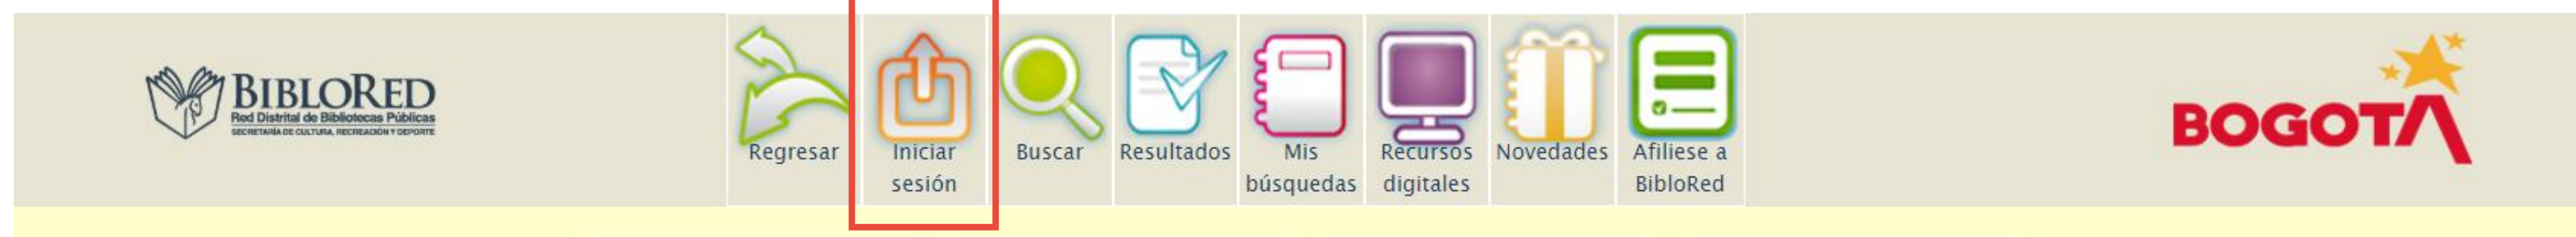 BIBLORED
Red Distrital de Bibliotecas Públicas
SECRETARÍA DE CULTURA, RECREACIÓN Y DEPORTE
Regresar
Iniciar
sesión
Buscar
Resultados
Mis
búsquedas
Recursos
digitales
Novedades
Afiliese a
BibloRed
BOGOTA